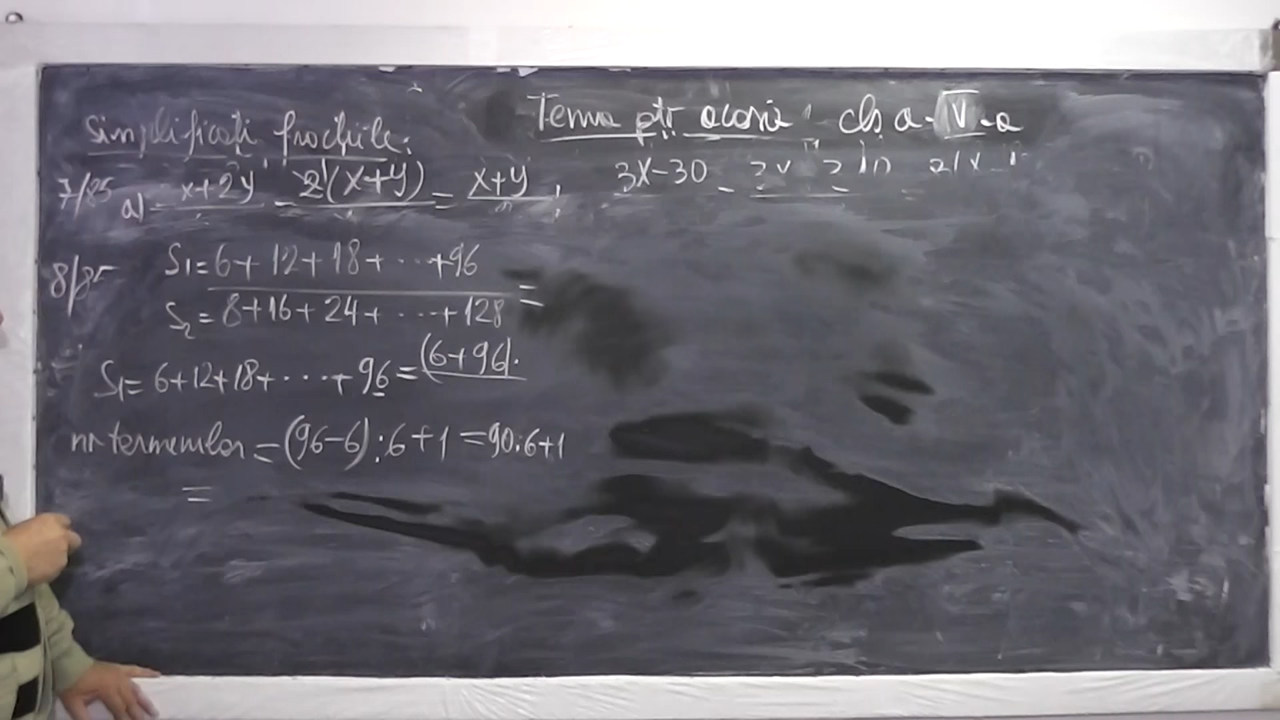 Tema ptr acasă cls a-V-a
Simplificați fracțiile:
7/85 a) x+2y 2(x+y) = x+y ; 3x-30
8/85 S1=6+12+18+...+96
S2=8+16+24+...+128 =
S1=6+12+18+...+96=(6+96).
nr termenilor=(96-6):6+1=90:6+1
=